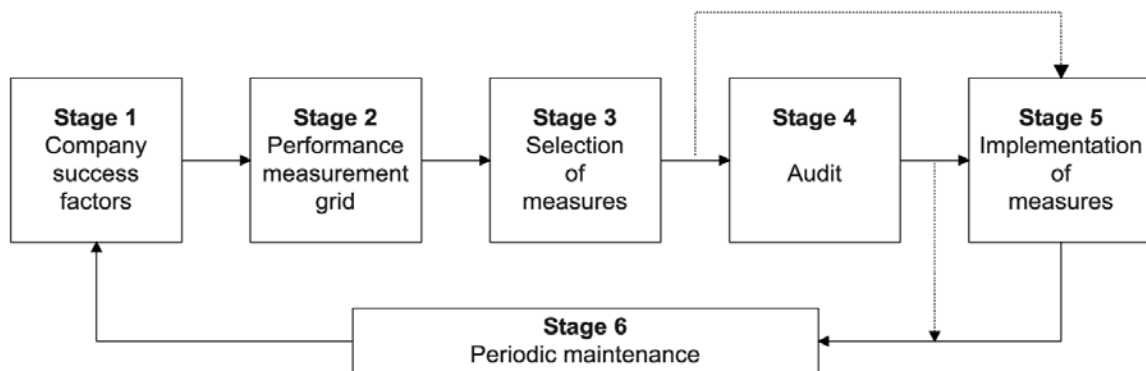 Stage 1
Company
success
factors
Stage 2
Performance
measurement
grid
Stage 3
Selection
of
measures
Stage 4
Audit
Stage 5
Implementation
of
measures
Stage 6
Periodic maintenance